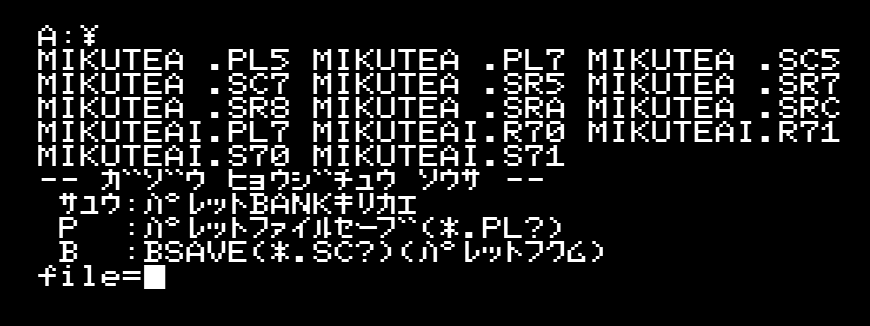 A:¥
MIKUTEA .PL5 MIKUTEA .PL7 MIKUTEA .SC5
MIKUTEA .SC7 MIKUTEA .SR5 MIKUTEA .SR7
MIKUTEA .SR8 MIKUTEA .SRA MIKUTEA .SRC
MIKUTEAI.PL7 MIKUTEAI.R70 MIKUTEAI.R71
MIKUTEAI.S70 MIKUTEAI.S71
-- ガゾウ ヒョウジチュウ ソウサ --
サユウ:パレットBANKキリカエ
P   :パレットファイルセーブ(*.PL?)
B   :BSAVE(*.SC?)(パレットフクム)
file=